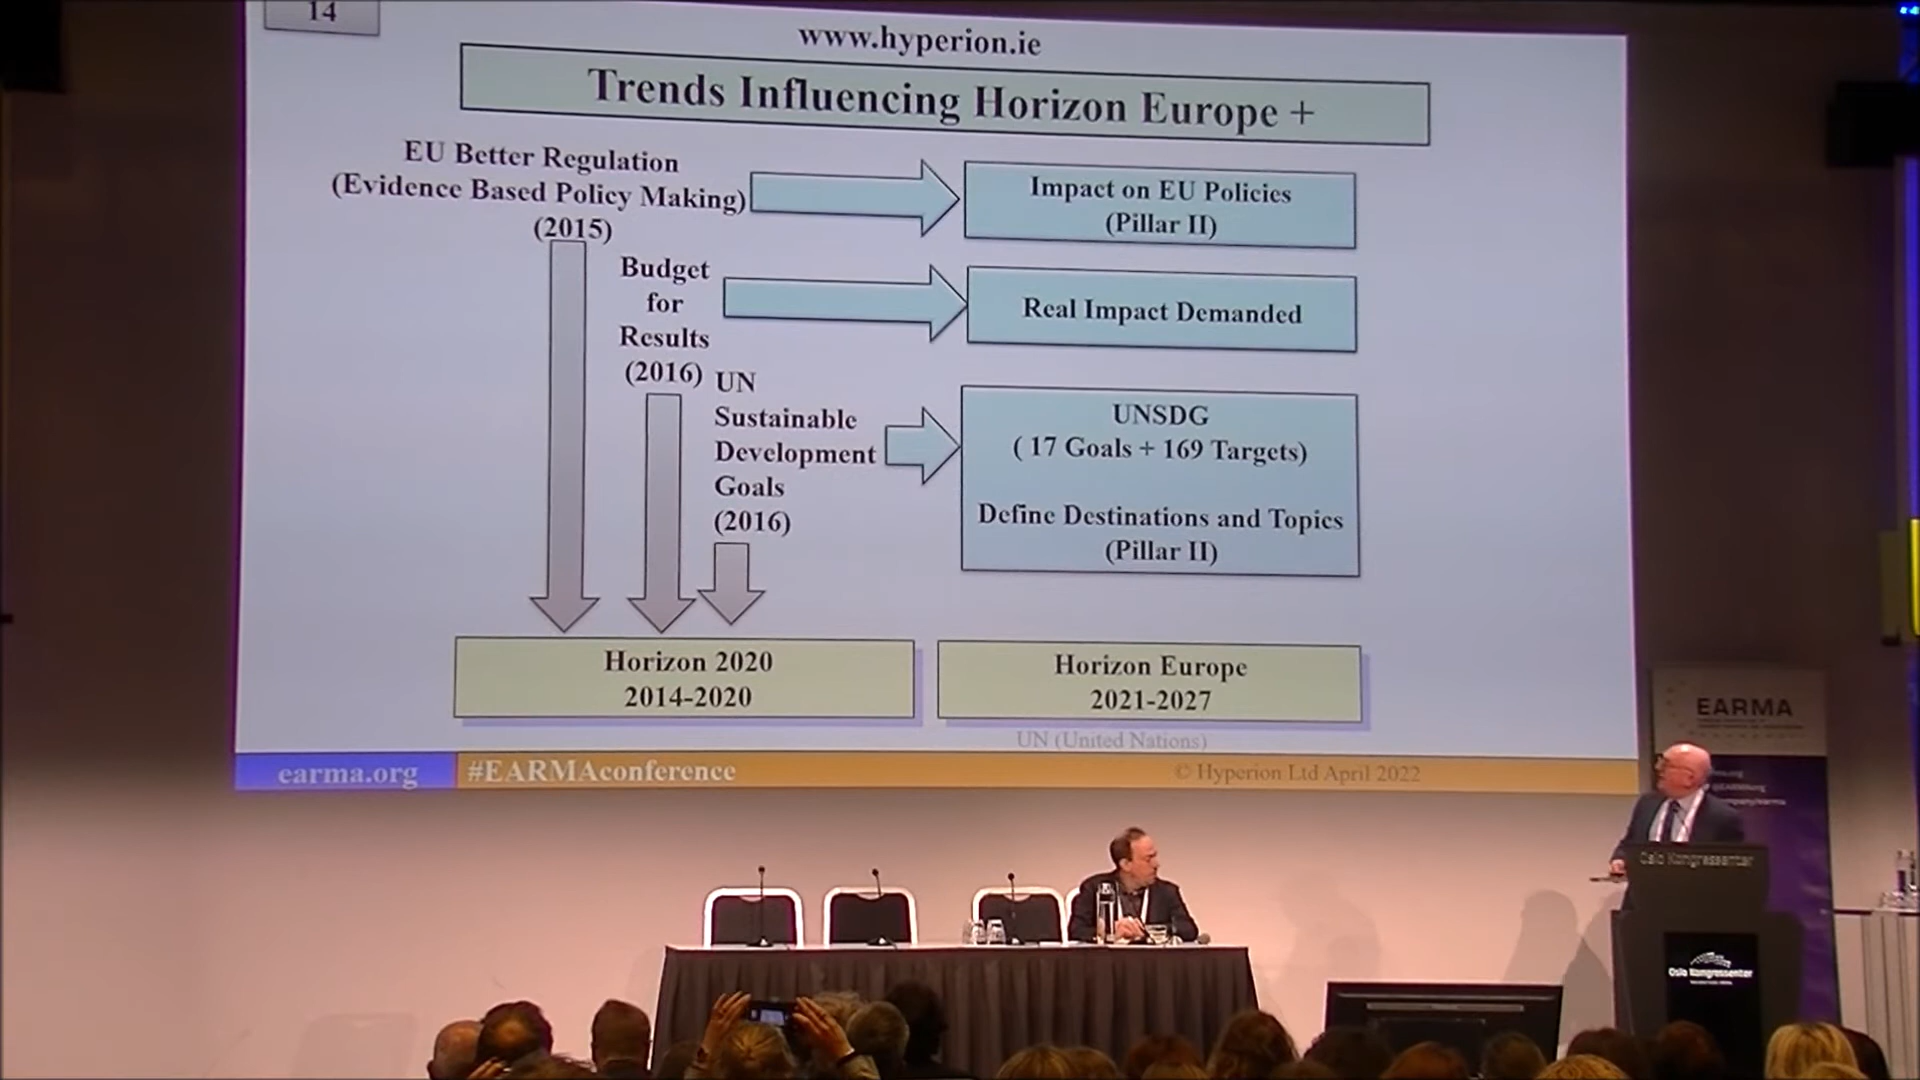 14
www.hyperion.ie
Trends Influencing Horizon Europe +
EU Better Regulation
(Evidence Based Policy Making)
(2015)
Impact on EU Policies
(Pillar II)
Budget
for
Results
(2016)
Real Impact Demanded
UN
Sustainable
Development
Goals
(2016)
UNSDG
( 17 Goals + 169 Targets)
Define Destinations and Topics
(Pillar II)
Horizon 2020
2014-2020
Horizon Europe
2021-2027
UN (United Nations)
earma.org
#EARMAconference
© Hyperion Ltd April 2022
EARMA
Oslo Kongressenter
Oslo Kongressenter